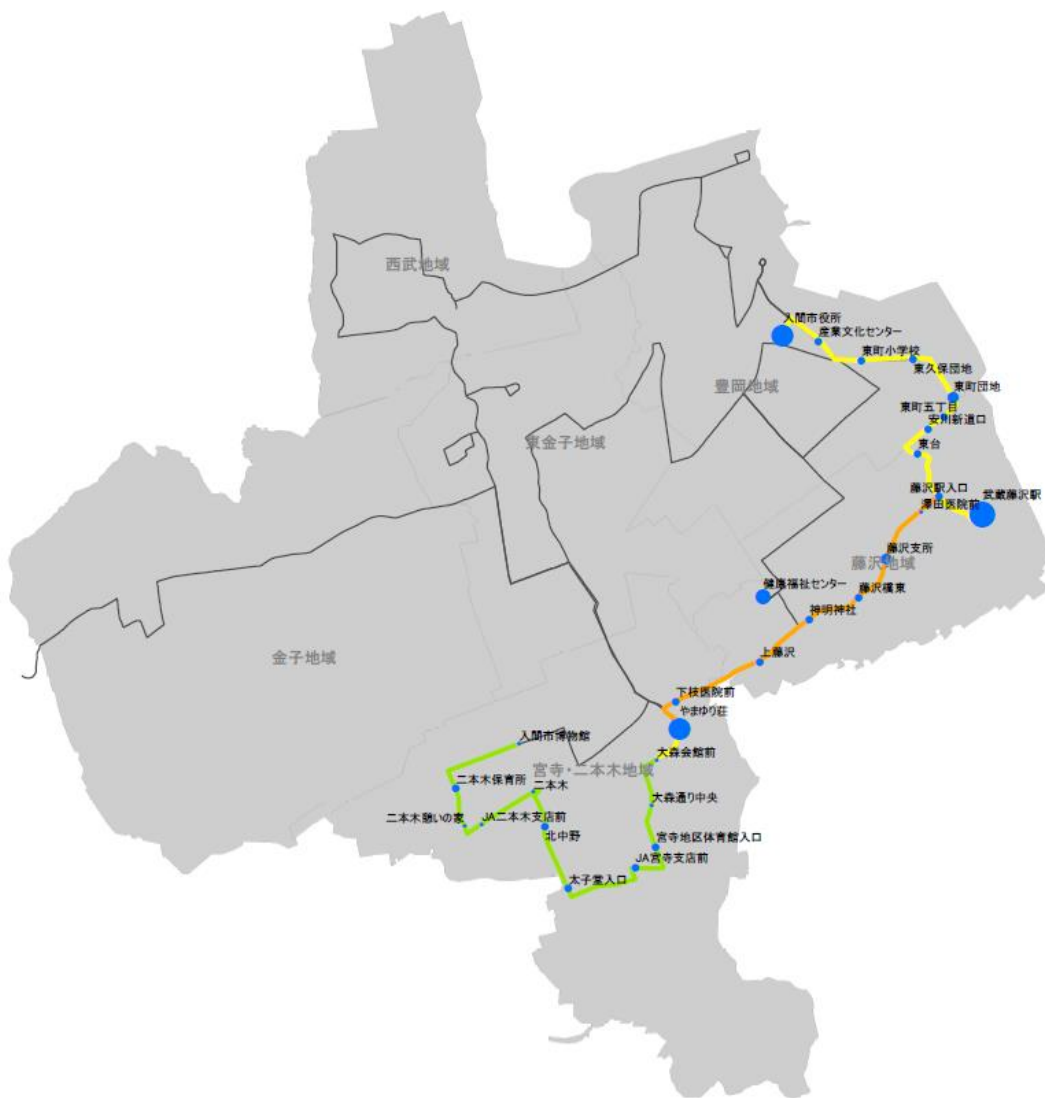 西武地域
入間市役所
産業文化センター
東町小学校
東久保団地
豊岡地域
東町団地
東町五丁目
安川新道口
東金子地域
東台
藤沢駅入口
武蔵藤沢駅
澤田医院前
藤沢支所
藤沢地域
健康福祉センター
藤沢橋東
神明神社
金子地域
上藤沢
下枝医院前
やまゆり荘
入間市博物館
大森会館前
宮寺・二本木地域
二本木保育所
二本木
大森通り中央
二本木憩いの家
JA二本木支店前
北中野
宮寺地区体育館入口
JA宮寺支店前
太子堂入口